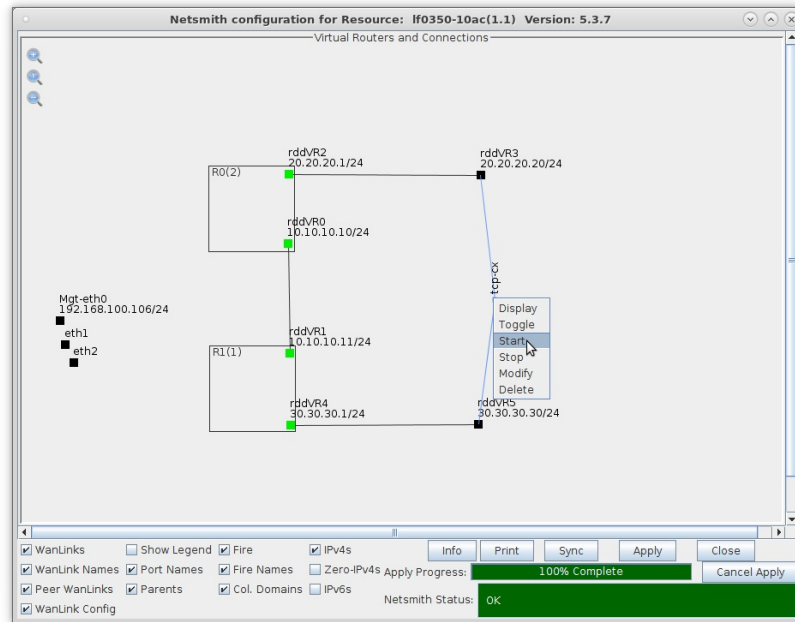 Netsmith configuration for Resource: lf0350-10ac(1.1) Version: 5.3.7
Virtual Routers and Connections
rddVR2
20.20.20.1/24
rddVR3
20.20.20.20/24
R0(2)
rddVR0
10.10.10.10/24
tcp-cx
Mgt-eth0
192.168.100.106/24
eth1
eth2
Display
Toggle
Start
Stop
Modify
Delete
rddVR1
10.10.10.11/24
R1(1)
rddVR4
30.30.30.1/24
rddVR5
30.30.30.30/24
WanLinks Show Legend Fire IPv4s Info Print Sync Apply Close
WanLink Names Port Names Fire Names Zero-IPv4s Apply Progress: 100% Complete Cancel Apply
Peer WanLinks Parents Col. Domains IPv6s
Netsmith Status: OK
WanLink Config